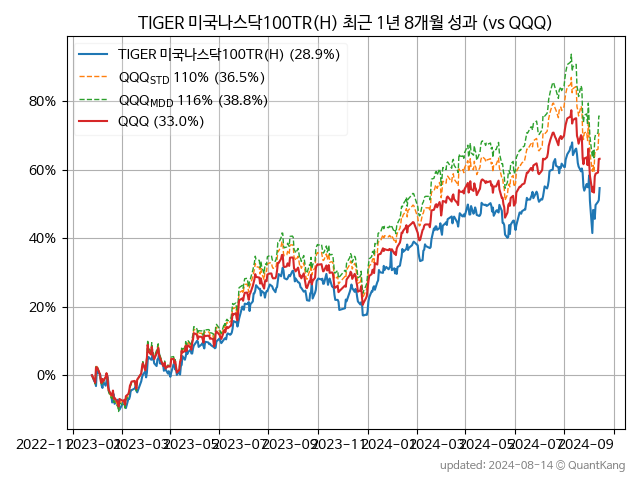 TIGER 미국나스닥100TR(H) 최근 1년 8개월 성과 (vs QQQ)
TIGER 미국나스닥100TR(H) (28.9%)
QQQSTD 110% (36.5%)
QQQMDD 116% (38.8%)
QQQ (33.0%)
80%
60%
40%
20%
0%
2022-11 2023-01 2023-03 2023-05 2023-07 2023-09 2023-11 2024-01 2024-03 2024-05 2024-07 2024-09
updated: 2024-08-14 © QuantKang